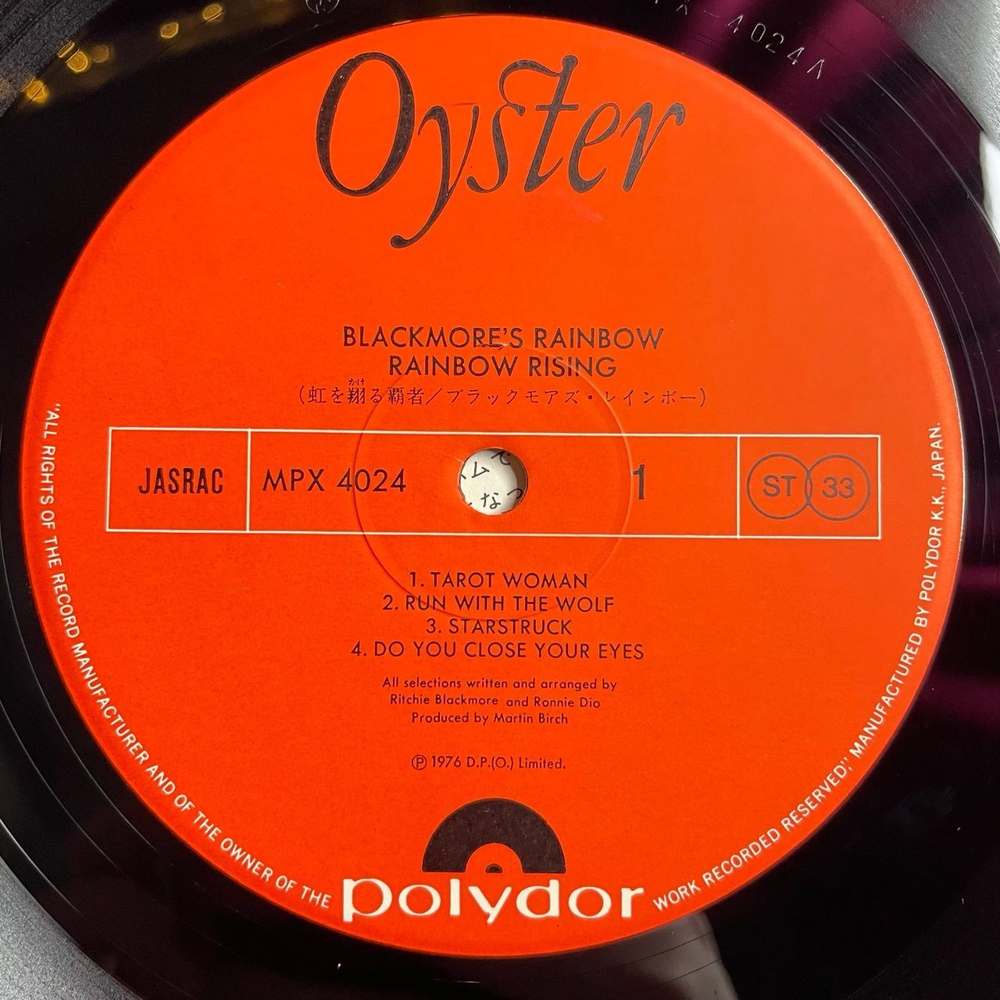 X-4024A
Oyster
BLACKMORE'S RAINBOW
RAINBOW RISING
かけ
(虹を翔る覇者/ブラックモアズ・レインボー)
JASRAC
MPX 4024
1
ST 33
1. TAROT WOMAN
2. RUN WITH THE WOLF
3. STARSTRUCK
4. DO YOU CLOSE YOUR EYES
All selections written and arranged by
Ritchie Blackmore and Ronnie Dio
Produced by Martin Birch
Ⓟ 1976 D.P.(O.) Limited.
polydor
"ALL RIGHTS OF THE RECORD MANUFACTURER AND OF THE OWNER OF THE WORK RECORDED RESERVED;" MANUFACTURED BY POLYDOR K.K., JAPAN.